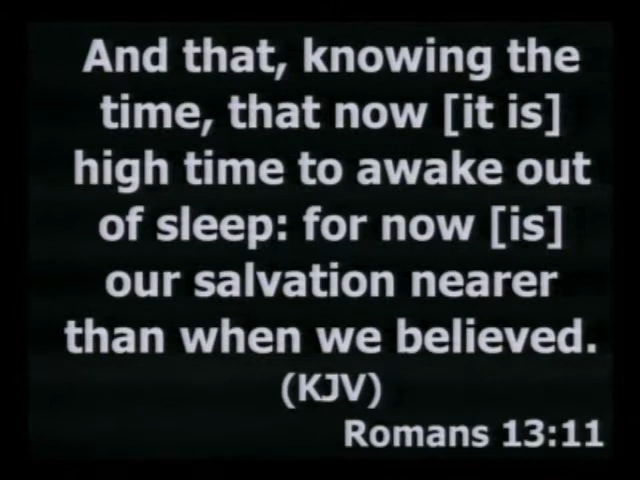 And that, knowing the
time, that now [it is]
high time to awake out
of sleep: for now [is]
our salvation nearer
than when we believed.
(KJV)
Romans 13:11